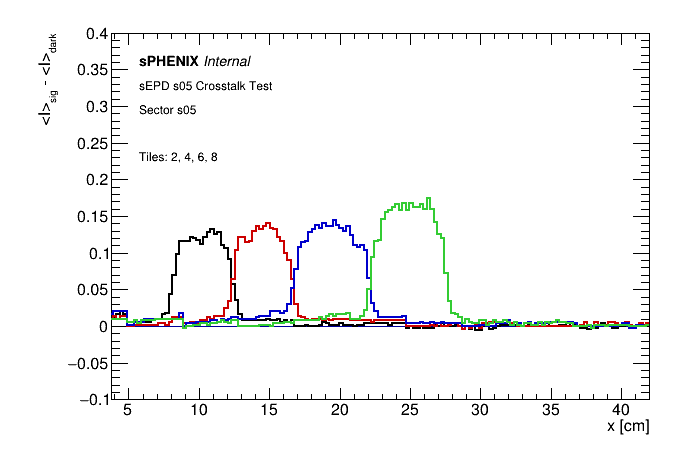 <I>sig - <I>dark
0.4
0.35
0.3
0.25
0.2
0.15
0.1
0.05
0
−0.05
−0.1
sPHENIX Internal
sEPD s05 Crosstalk Test
Sector s05
Tiles: 2, 4, 6, 8
5 10 15 20 25 30 35 40
x [cm]